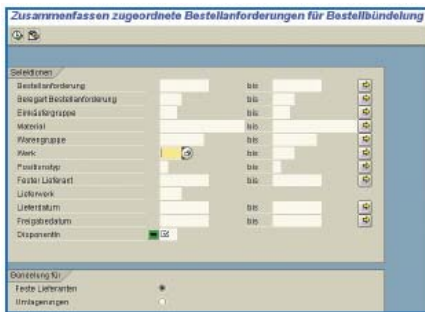 Zusammenfassen zugeordnete Bestellanforderungen für Bestellbündelung
Selektionen
Bestellanforderung bis
Belegart Bestellanforderung bis
Einkäufergruppe bis
Material bis
Warengruppe bis
Werk bis
Positionstyp bis
Fester Lieferant bis
Lieferwerk
Lieferdatum bis
Freigabedatum bis
DisponentIn
Bündelung für
Feste Lieferanten
Umlagerungen